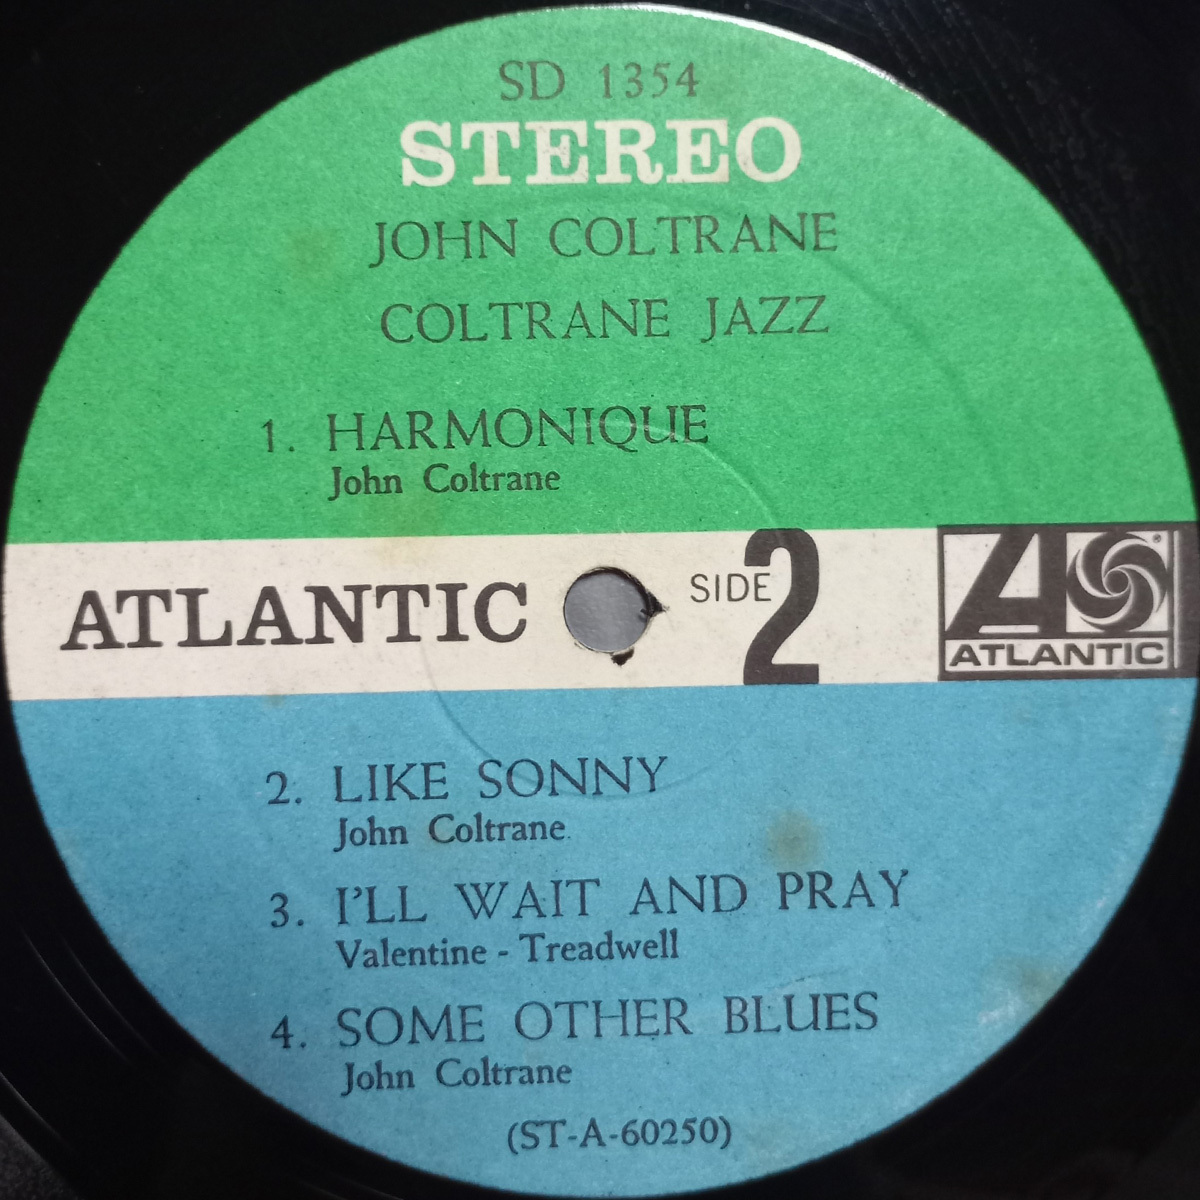 SD 1354
STEREO
JOHN COLTRANE
COLTRANE JAZZ
1. HARMONIQUE
John Coltrane
ATLANTIC
SIDE 2
A
®
ATLANTIC
2. LIKE SONNY
John Coltrane
3. I'LL WAIT AND PRAY
Valentine - Treadwell
4. SOME OTHER BLUES
John Coltrane
(ST-A-60250)